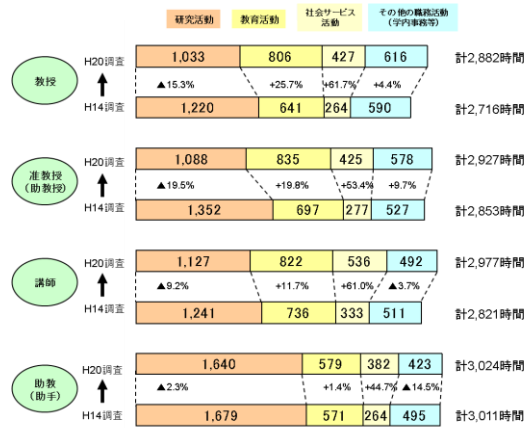 研究活動 教育活動 社会サービス
活動 その他の職務活動
(学内事務等)
H20調査 1,033 806 427 616 計2,882時間
教授 ▲15.3% +25.7% +61.7% +4.4%
H14調査 1,220 641 264 590 計2,716時間
H20調査 1,088 835 425 578 計2,927時間
准教授
(助教授) ▲19.5% +19.8% +53.4% +9.7%
H14調査 1,352 697 277 527 計2,853時間
H20調査 1,127 822 536 492 計2,977時間
講師 ▲9.2% +11.7% +61.0% ▲3.7%
H14調査 1,241 736 333 511 計2,821時間
H20調査 1,640 579 382 423 計3,024時間
助教
(助手) ▲2.3% +1.4% +44.7% ▲14.5%
H14調査 1,679 571 264 495 計3,011時間